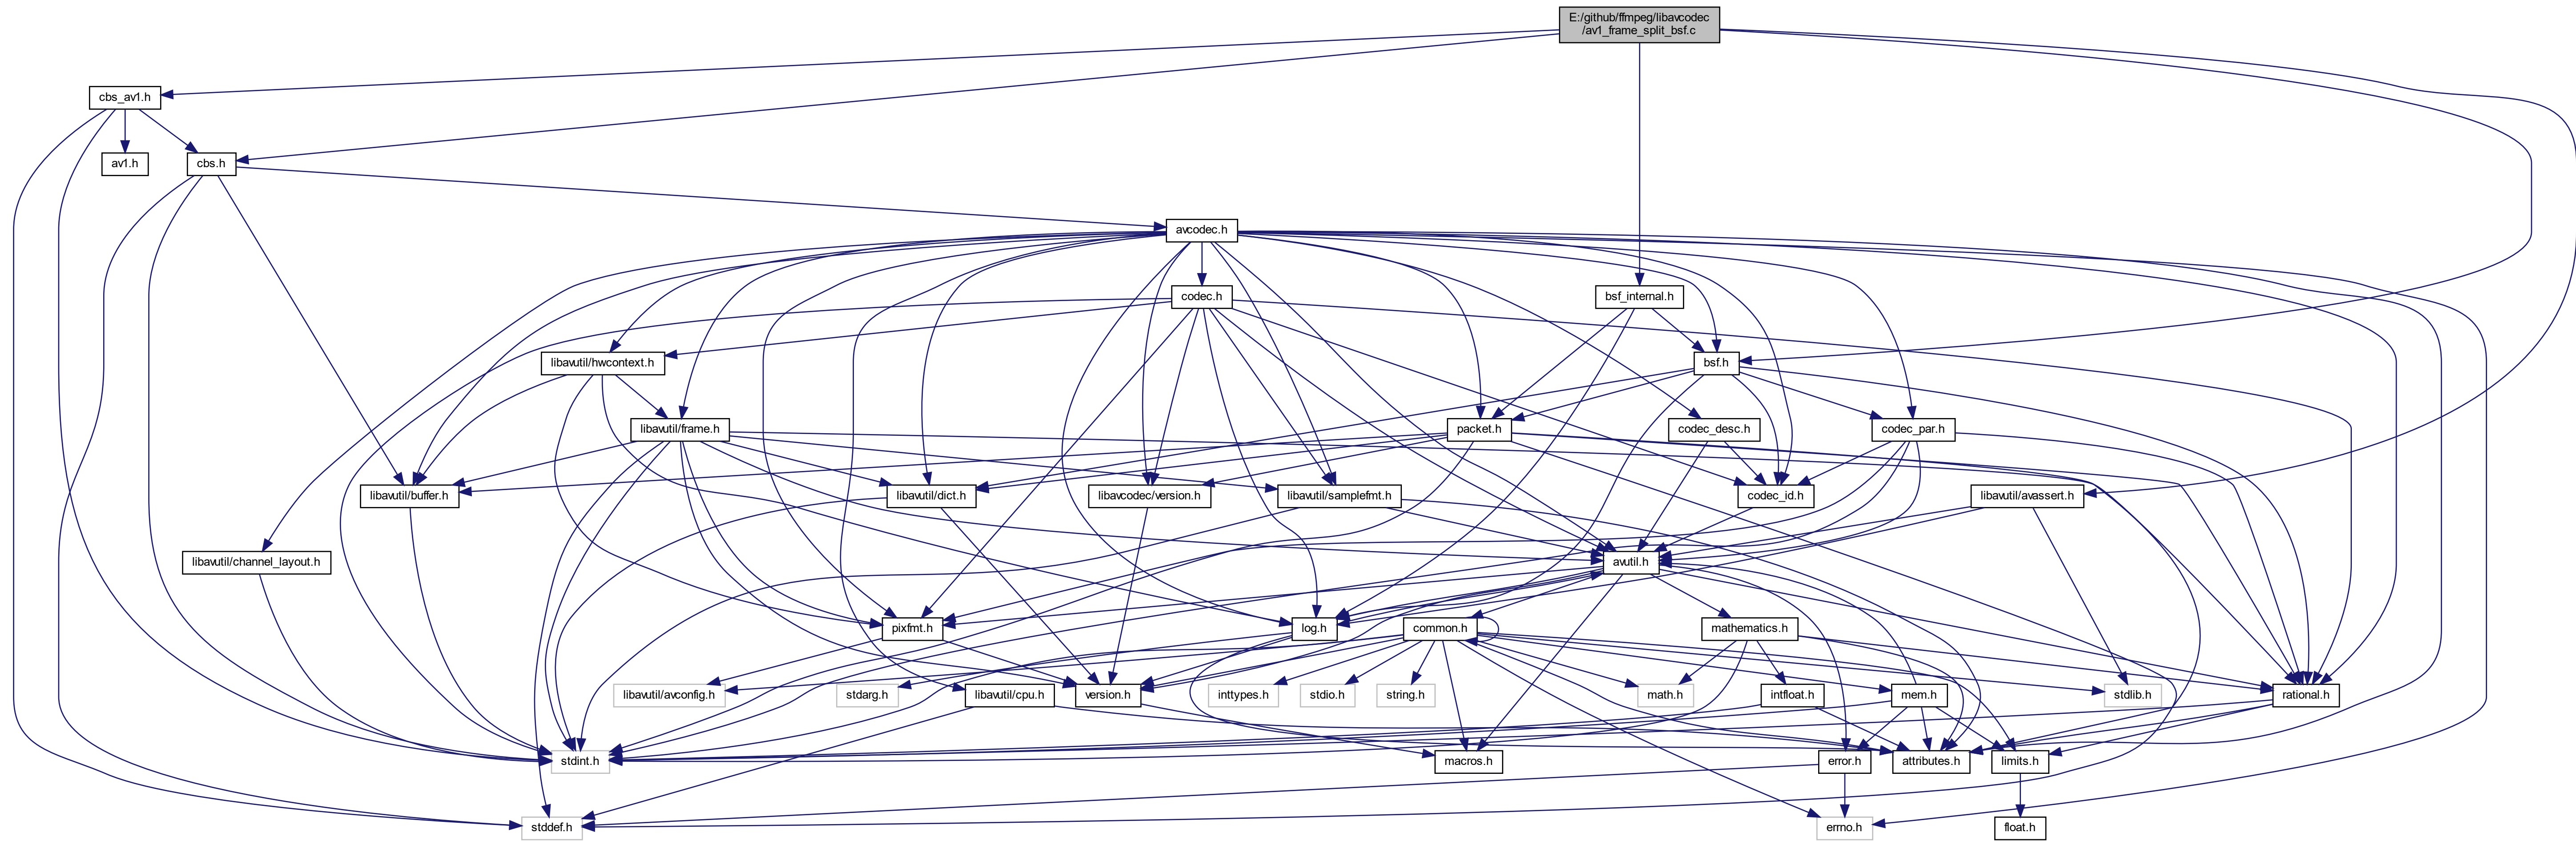 E:/github/ffmpeg/libavcodec
/av1_frame_split_bsf.c
cbs_av1.h
av1.h
cbs.h
avcodec.h
codec.h
bsf_internal.h
libavutil/hwcontext.h
bsf.h
libavutil/frame.h
packet.h
codec_desc.h
codec_par.h
libavutil/buffer.h
libavutil/dict.h
libavcodec/version.h
libavutil/samplefmt.h
codec_id.h
libavutil/avassert.h
libavutil/channel_layout.h
avutil.h
pixfmt.h
log.h
common.h
mathematics.h
libavutil/avconfig.h
stdarg.h
libavutil/cpu.h
version.h
inttypes.h
stdio.h
string.h
math.h
intfloat.h
mem.h
stdlib.h
rational.h
stdint.h
macros.h
error.h
attributes.h
limits.h
stddef.h
errno.h
float.h